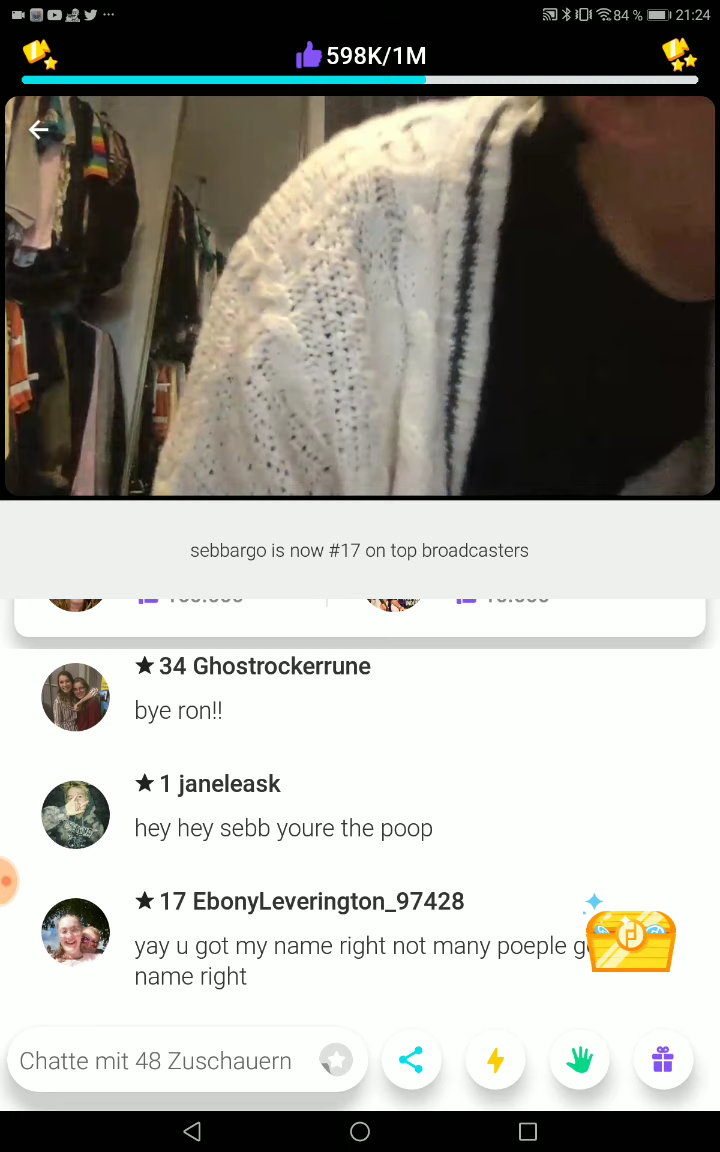 84 % 21:24
598K/1M
sebbargo is now #17 on top broadcasters
34 Ghostrockerrune
bye ron!!
1 janeleask
hey hey sebb youre the poop
17 EbonyLeverington_97428
yay u got my name right not many poeple
name right
Chatte mit 48 Zuschauern